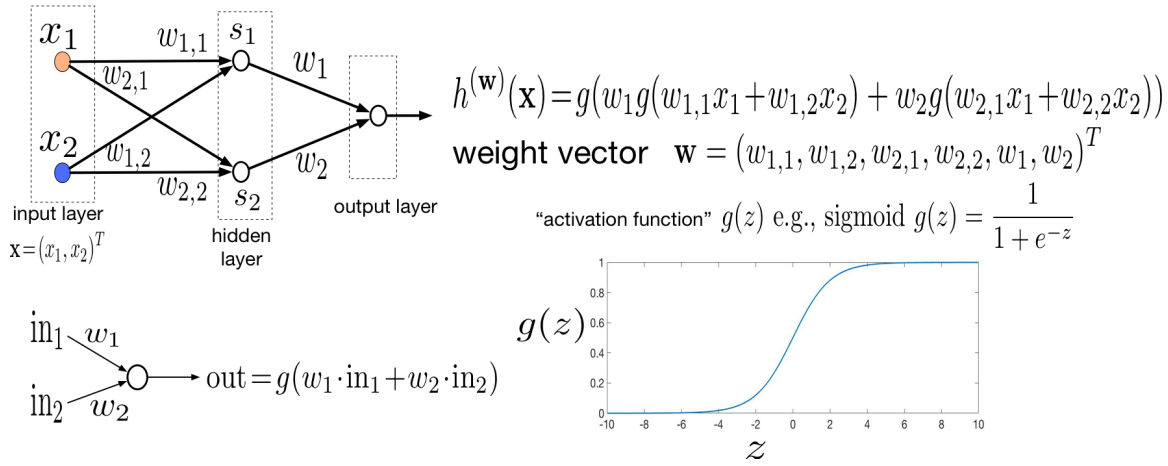 x₁
w₁,₁
s₁
w₂,₁
w₁
x₂
w₁,₂
w₂,₂
s₂
w₂
input layer
x=(x₁,x₂)ᵀ
hidden
layer
output layer
h⁽ʷ⁾(x)=g(w₁g(w₁,₁x₁+w₁,₂x₂) + w₂g(w₂,₁x₁+w₂,₂x₂))
weight vector w = (w₁,₁, w₁,₂, w₂,₁, w₂,₂, w₁, w₂)ᵀ
“activation function” g(z) e.g., sigmoid g(z) = 1/(1 + e⁻ᶻ)
in₁
w₁
in₂
w₂
out=g(w₁·in₁+w₂·in₂)
g(z)
1
0.8
0.6
0.4
0.2
0
-10 -8 -6 -4 -2 0 2 4 6 8 10
z